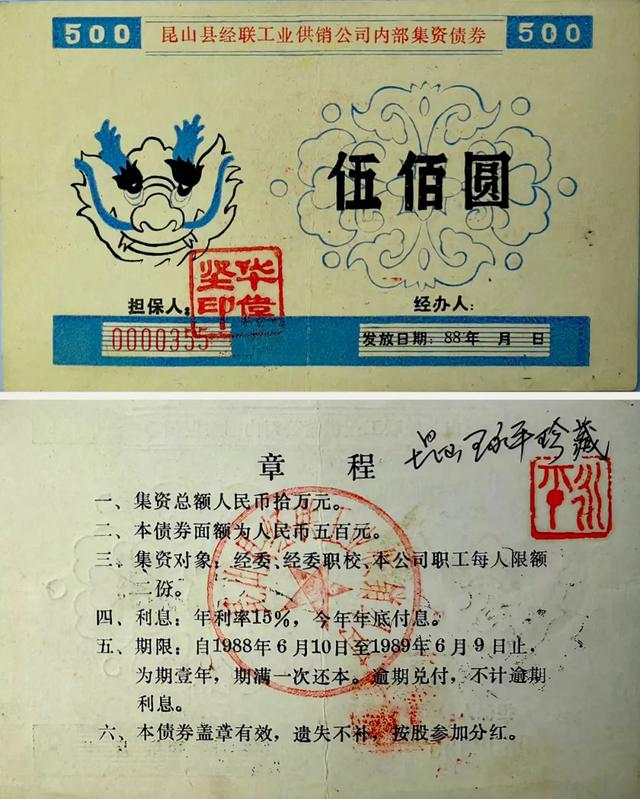 500 昆山县经联工业供销公司内部集资债券 500
伍佰圆
担保人:
经办人:
0000355
发放日期:88年 月 日
昆山王永平珍藏
章 程
一、集资总额人民币拾万元。
二、本债券面额为人民币五百元。
三、集资对象:经委、经委职校、本公司职工每人限额
二份。
四、利息:年利率15%,今年年底付息。
五、期限:自1988年6月10日至1989年6月9日止,
为期壹年,期满一次还本。逾期兑付,不计逾期
利息。
六、本债券盖章有效,遗失不补,按股参加分红。